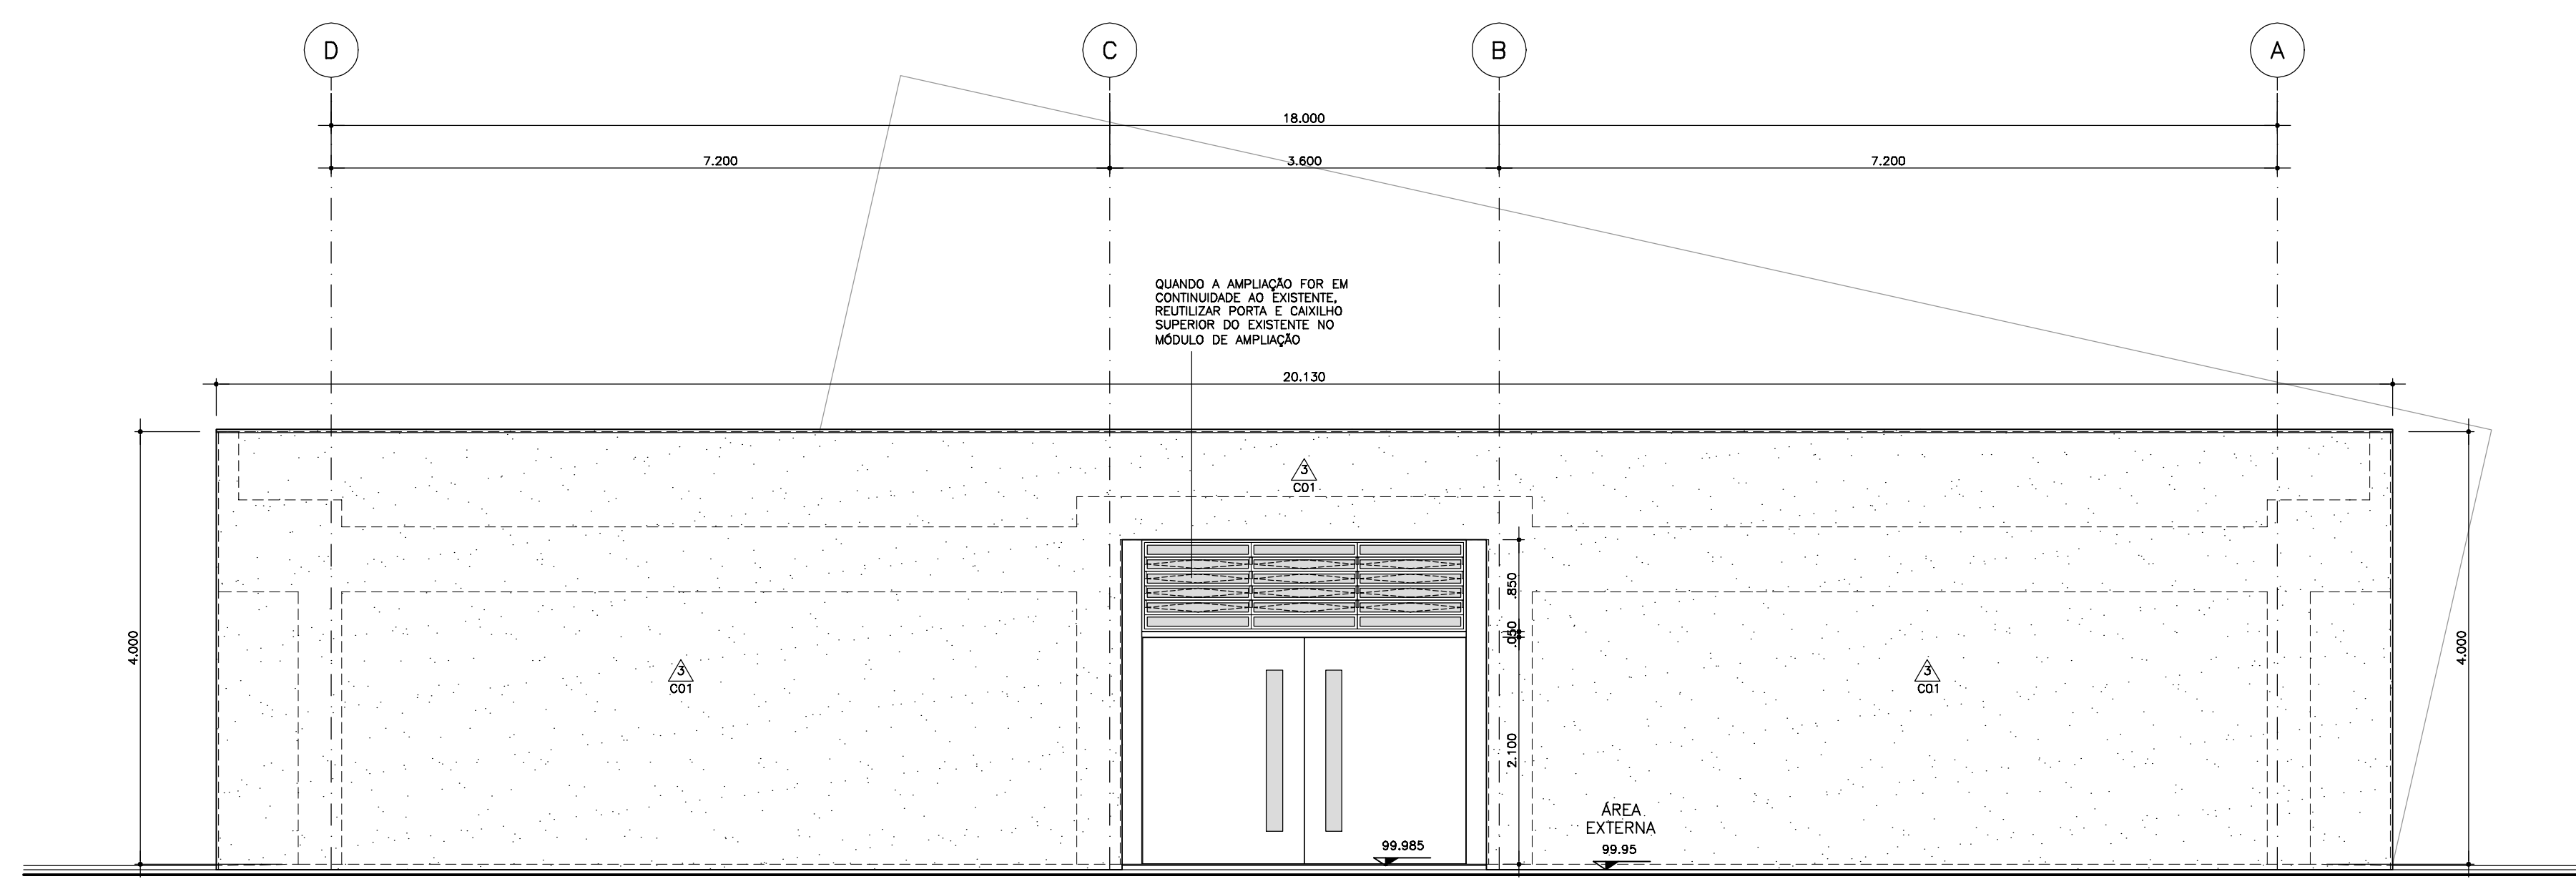 D
C
B
A
18.000
7.200
3.600
7.200
QUANDO A AMPLIAÇÃO FOR EM
CONTINUIDADE AO EXISTENTE,
REUTILIZAR PORTA E CAIXILHO
SUPERIOR DO EXISTENTE NO
MÓDULO DE AMPLIAÇÃO
20.130
3
C01
.850
.050
4.000
4.000
3
C01
3
C01
2.100
ÁREA
EXTERNA
99.985
99.95